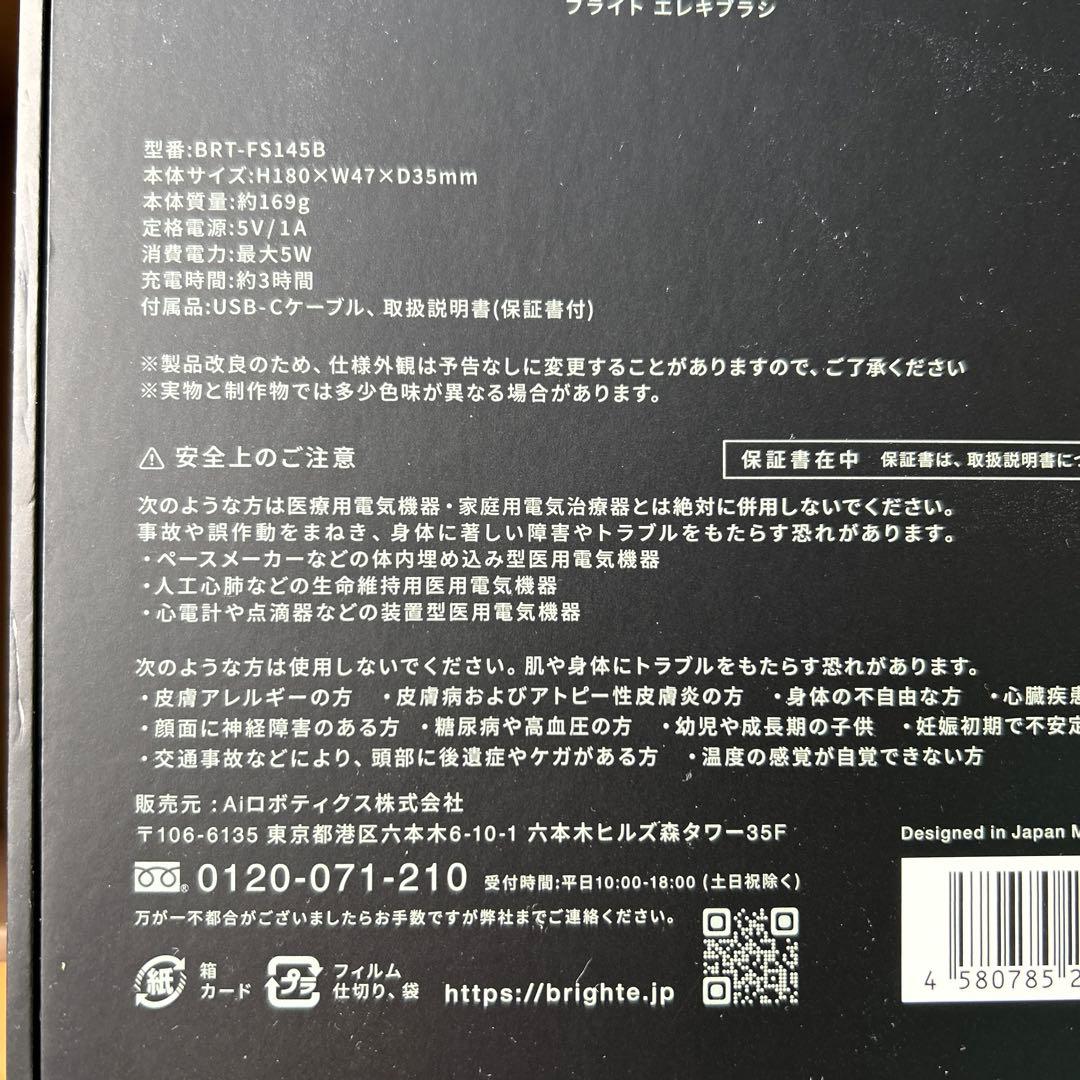 ブライト エレキブラシ
型番:BRT-FS145B
本体サイズ:H180×W47×D35mm
本体質量:約169g
定格電源:5V/1A
消費電力:最大5W
充電時間:約3時間
付属品:USB-Cケーブル、取扱説明書(保証書付)
※製品改良のため、仕様外観は予告なしに変更することがありますので、ご了承ください
※実物と制作物では多少色味が異なる場合があります。
安全上のご注意
保証書在中 保証書は、取扱説明書に
次のような方は医療用電気機器・家庭用電気治療器とは絶対に併用しないでください。
事故や誤作動をまねき、身体に著しい障害やトラブルをもたらす恐れがあります。
・ペースメーカーなどの体内埋め込み型医用電気機器
・人工心肺などの生命維持用医用電気機器
・心電計や点滴器などの装置型医用電気機器
次のような方は使用しないでください。肌や身体にトラブルをもたらす恐れがあります。
・皮膚アレルギーの方 ・皮膚病およびアトピー性皮膚炎の方 ・身体の不自由な方 ・心臓疾患
・顔面に神経障害のある方 ・糖尿病や高血圧の方 ・幼児や成長期の子供 ・妊娠初期で不安定
・交通事故などにより、頭部に後遺症やケガがある方 ・温度の感覚が自覚できない方
販売元:Aiロボティクス株式会社
〒106-6135 東京都港区六本木6-10-1 六本木ヒルズ森タワー35F
Designed in Japan M
0120-071-210 受付時間:平日10:00-18:00 (土日祝除く)
万が一不都合がございましたらお手数ですが弊社までご連絡ください。
紙 箱
カード
プラ フィルム
仕切り、袋
https://brighte.jp
4 580785 2